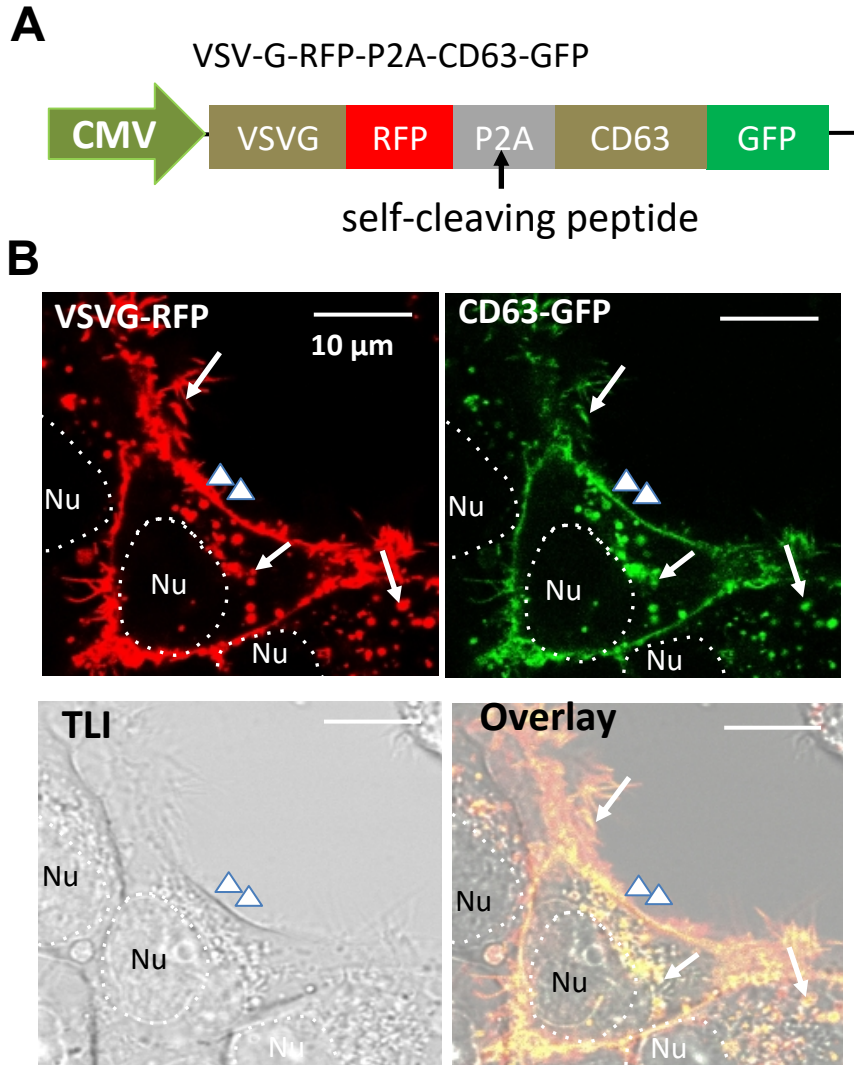 A
VSV-G-RFP-P2A-CD63-GFP
CMV VSVG RFP P2A CD63 GFP
self-cleaving peptide
B
VSVG-RFP
10 µm
Nu
Nu
Nu
CD63-GFP
Nu
Nu
Nu
TLI
Nu
Nu
Nu
Overlay
Nu
Nu
Nu